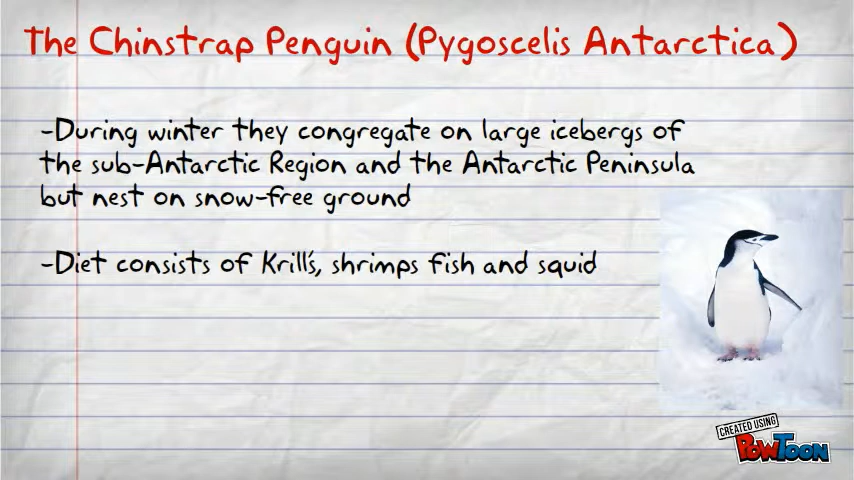 The Chinstrap Penguin (Pygoscelis Antarctica)
-During winter they congregate on large icebergs of
the sub-Antarctic Region and the Antarctic Peninsula
but nest on snow-free ground
-Diet consists of Krill's, shrimps fish and squid
CREATED USING
PowToon